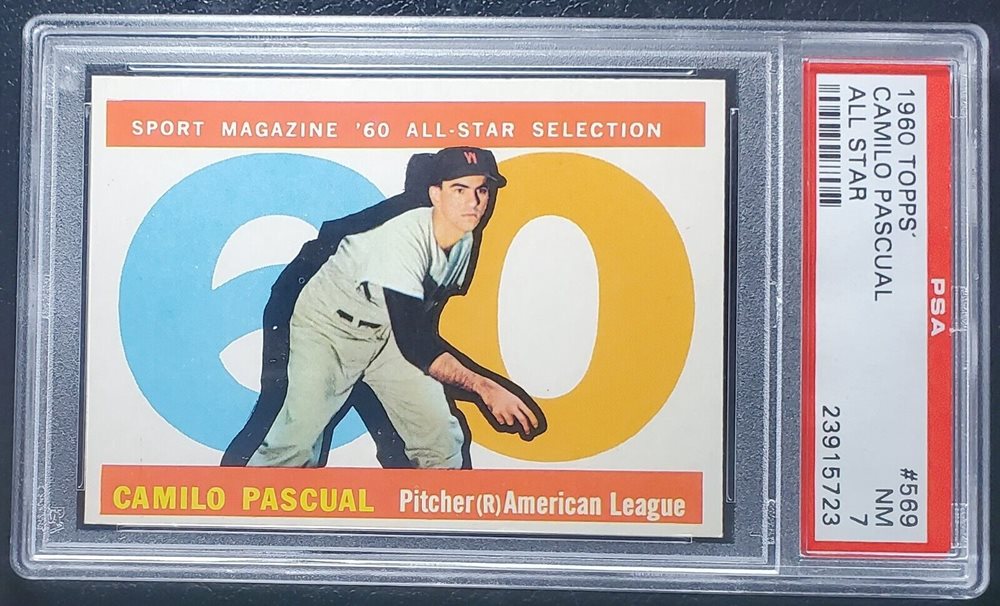 SPORT MAGAZINE '60 ALL-STAR SELECTION
60
W
CAMILO PASCUAL Pitcher(R) American League
1960 TOPPS #569
CAMILO PASCUAL NM
ALL STAR 7
23915723
PSA